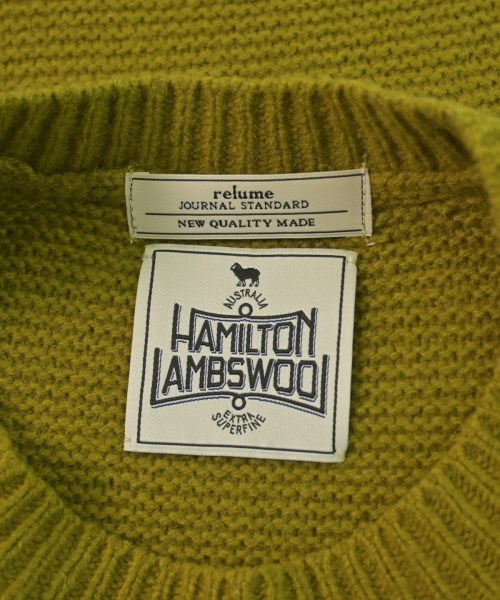 relume
JOURNAL STANDARD
NEW QUALITY MADE
AUSTRALIA
HAMILTON
LAMBSWOOL
EXTRA
SUPERFINE